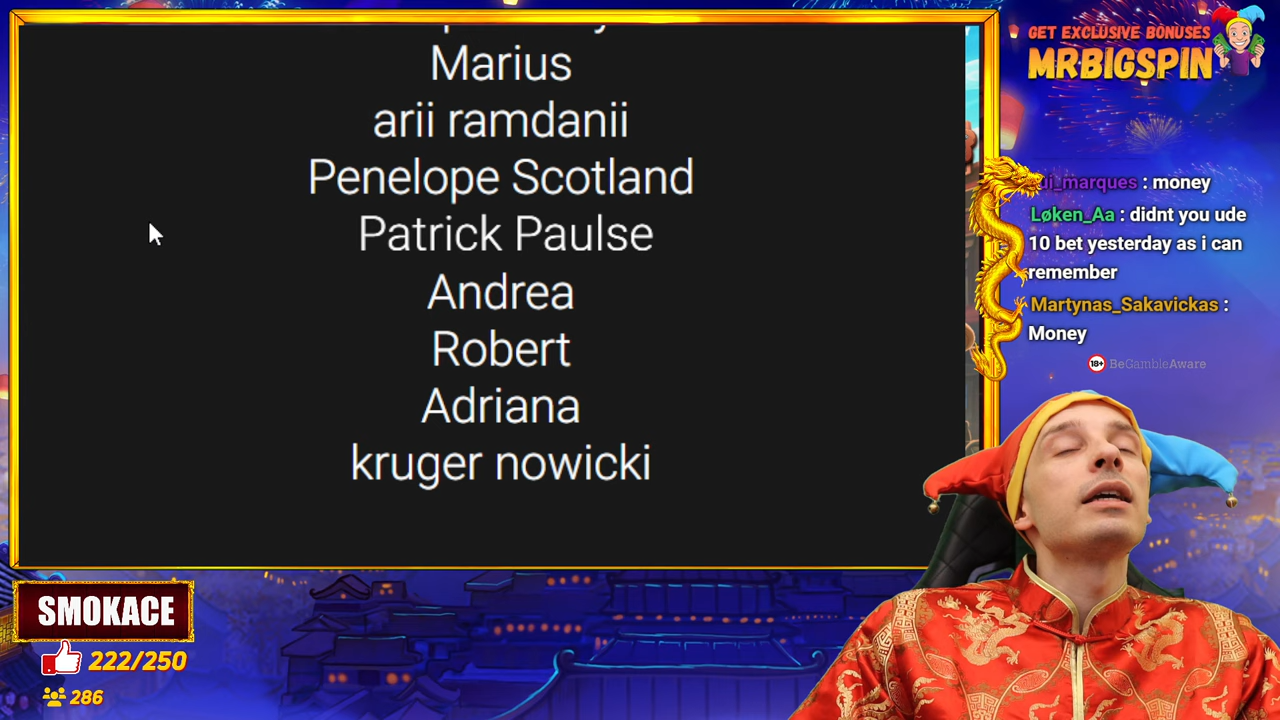 Marius
arii ramdanii
Penelope Scotland
Patrick Paulse
Andrea
Robert
Adriana
kruger nowicki
GET EXCLUSIVE BONUSES
MRBIGSPIN
ui_marques : money
Løken_Aa : didnt you ude
10 bet yesterday as i can
remember
Martynas_Sakavickas :
Money
18+ BeGambleAware
SMOKACE
222/250
286